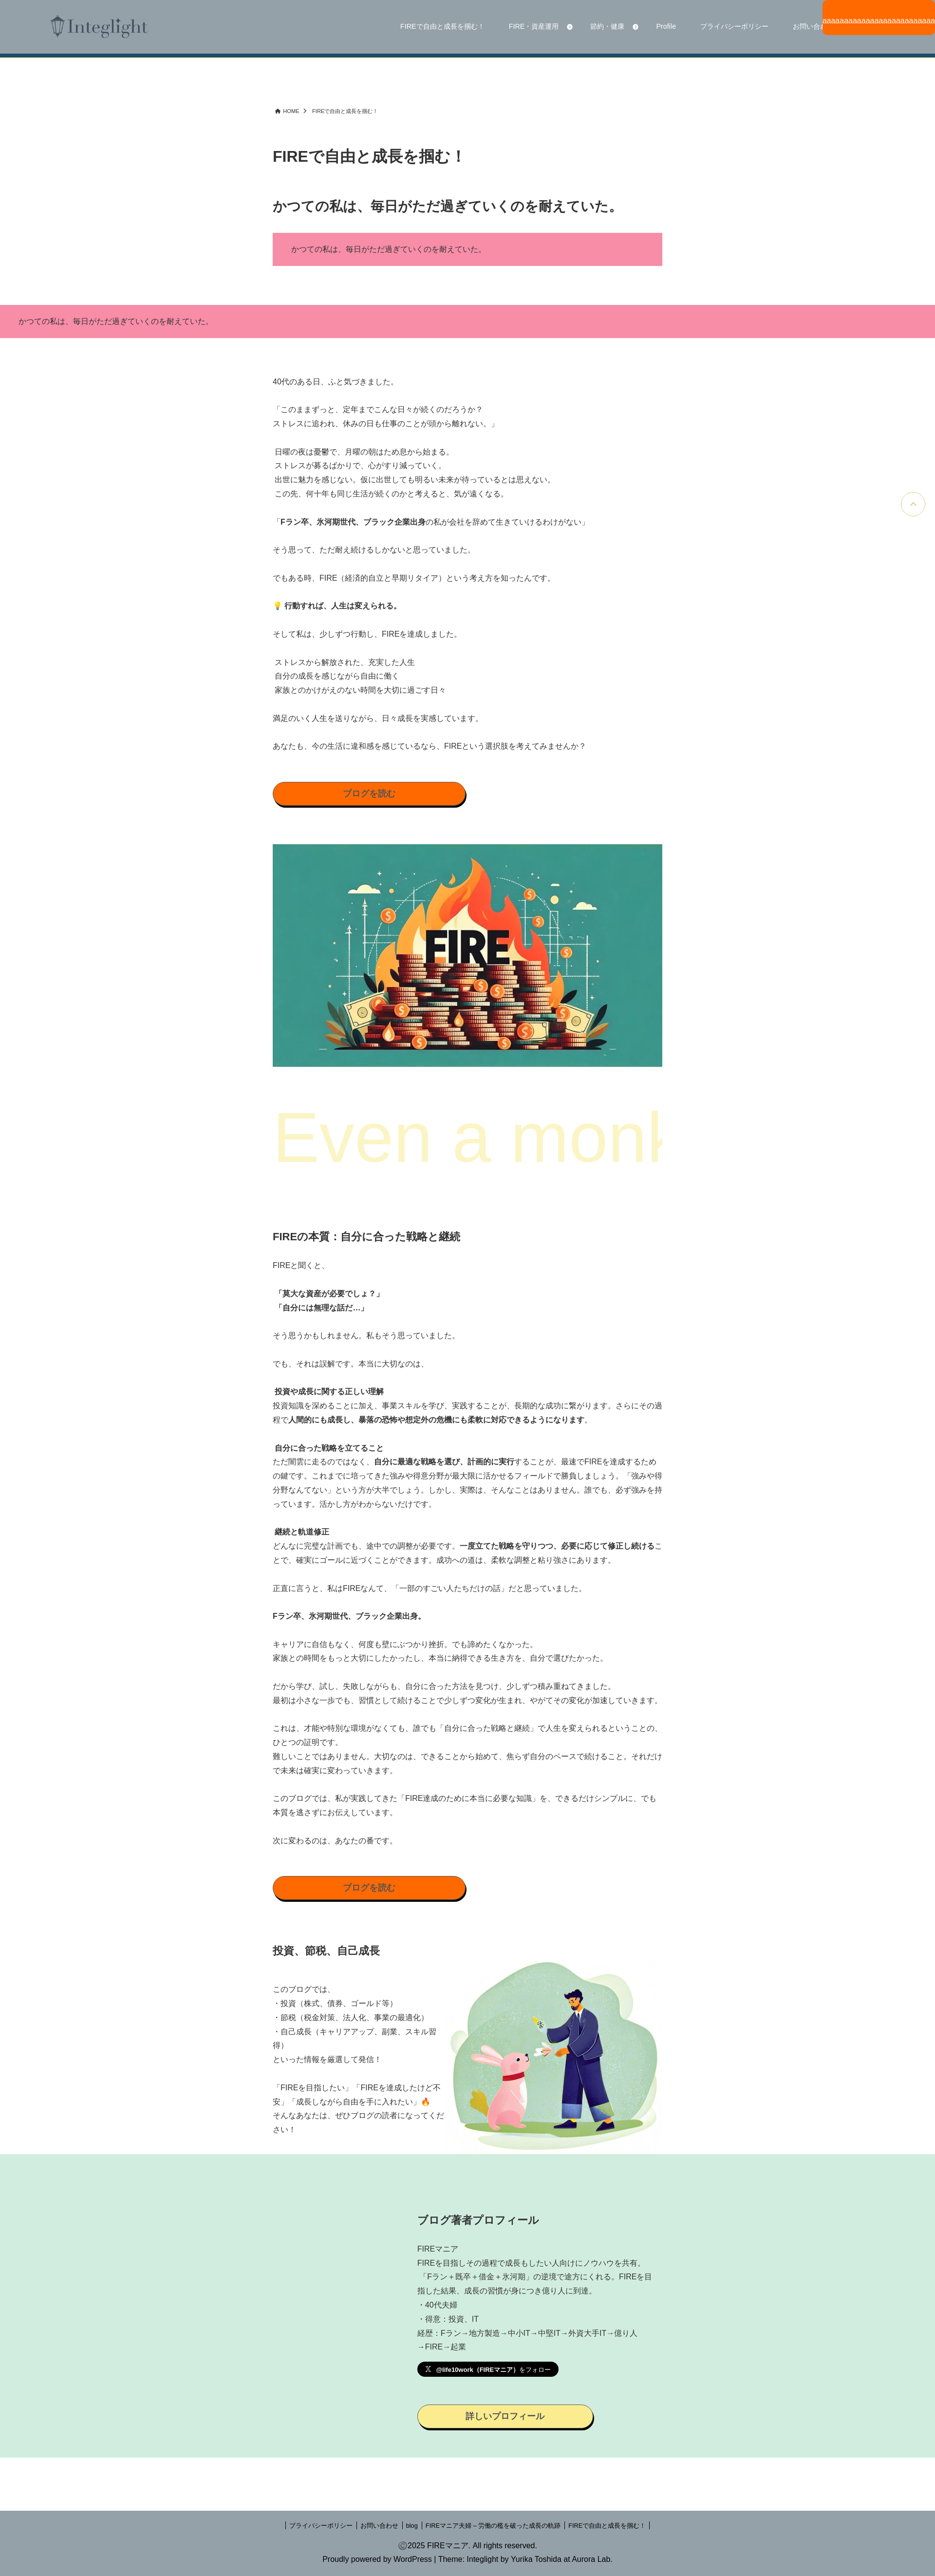 Integlight
FIREで自由と成長を掴む！
FIRE・資産運用
節約・健康
Profile
プライバシーポリシー
お問い合
HOME
FIREで自由と成長を掴む！
FIREで自由と成長を掴む！
かつての私は、毎日がただ過ぎていくのを耐えていた。
かつての私は、毎日がただ過ぎていくのを耐えていた。
かつての私は、毎日がただ過ぎていくのを耐えていた。
40代のある日、ふと気づきました。
「このままずっと、定年までこんな日々が続くのだろうか？
ストレスに追われ、休みの日も仕事のことが頭から離れない。」
日曜の夜は憂鬱で、月曜の朝はため息から始まる。
ストレスが募るばかりで、心がすり減っていく。
出世に魅力を感じない。仮に出世しても明るい未来が待っているとは思えない。
この先、何十年も同じ生活が続くのかと考えると、気が遠くなる。
「Fラン卒、氷河期世代、ブラック企業出身の私が会社を辞めて生きていけるわけがない」
そう思って、ただ耐え続けるしかないと思っていました。
でもある時、FIRE（経済的自立と早期リタイア）という考え方を知ったんです。
💡 行動すれば、人生は変えられる。
そして私は、少しずつ行動し、FIREを達成しました。
ストレスから解放された、充実した人生
自分の成長を感じながら自由に働く
家族とのかけがえのない時間を大切に過ごす日々
満足のいく人生を送りながら、日々成長を実感しています。
あなたも、今の生活に違和感を感じているなら、FIREという選択肢を考えてみませんか？
ブログを読む
FIRE
Even a monk
FIREの本質：自分に合った戦略と継続
FIREと聞くと、
「莫大な資産が必要でしょ？」
「自分には無理な話だ…」
そう思うかもしれません。私もそう思っていました。
でも、それは誤解です。本当に大切なのは、
投資や成長に関する正しい理解
投資知識を深めることに加え、事業スキルを学び、実践することが、長期的な成功に繋がります。さらにその過
程で人間的にも成長し、暴落の恐怖や想定外の危機にも柔軟に対応できるようになります。
自分に合った戦略を立てること
ただ闇雲に走るのではなく、自分に最適な戦略を選び、計画的に実行することが、最速でFIREを達成するため
の鍵です。これまでに培ってきた強みや得意分野が最大限に活かせるフィールドで勝負しましょう。「強みや得
分野なんてない」という方が大半でしょう。しかし、実際は、そんなことはありません。誰でも、必ず強みを持
っています。活かし方がわからないだけです。
継続と軌道修正
どんなに完璧な計画でも、途中での調整が必要です。一度立てた戦略を守りつつ、必要に応じて修正し続けるこ
とで、確実にゴールに近づくことができます。成功への道は、柔軟な調整と粘り強さにあります。
正直に言うと、私はFIREなんて、「一部のすごい人たちだけの話」だと思っていました。
Fラン卒、氷河期世代、ブラック企業出身。
キャリアに自信もなく、何度も壁にぶつかり挫折。でも諦めたくなかった。
家族との時間をもっと大切にしたかったし、本当に納得できる生き方を、自分で選びたかった。
だから学び、試し、失敗しながらも、自分に合った方法を見つけ、少しずつ積み重ねてきました。
最初は小さな一歩でも、習慣として続けることで少しずつ変化が生まれ、やがてその変化が加速していきます。
これは、才能や特別な環境がなくても、誰でも「自分に合った戦略と継続」で人生を変えられるということの、
ひとつの証明です。
難しいことではありません。大切なのは、できることから始めて、焦らず自分のペースで続けること。それだけ
で未来は確実に変わっていきます。
このブログでは、私が実践してきた「FIRE達成のために本当に必要な知識」を、できるだけシンプルに、でも
本質を逃さずにお伝えしています。
次に変わるのは、あなたの番です。
ブログを読む
投資、節税、自己成長
このブログでは、
・投資（株式、債券、ゴールド等）
・節税（税金対策、法人化、事業の最適化）
・自己成長（キャリアアップ、副業、スキル習
得）
といった情報を厳選して発信！
「FIREを目指したい」「FIREを達成したけど不
安」「成長しながら自由を手に入れたい」🔥
そんなあなたは、ぜひブログの読者になってくだ
さい！
ブログ著者プロフィール
FIREマニア
FIREを目指しその過程で成長もしたい人向けにノウハウを共有。
「Fラン＋既卒＋借金＋氷河期」の逆境で途方にくれる。FIREを目
指した結果、成長の習慣が身につき億り人に到達。
・40代夫婦
・得意：投資、IT
経歴：Fラン→地方製造→中小IT→中堅IT→外資大手IT→億り人
→FIRE→起業
@life10work（FIREマニア）をフォロー
詳しいプロフィール
プライバシーポリシー
お問い合わせ
blog
FIREマニア夫婦 – 労働の檻を破った成長の軌跡
FIREで自由と成長を掴む！
Ⓒ2025 FIREマニア. All rights reserved.
Proudly powered by WordPress | Theme: Integlight by Yurika Toshida at Aurora Lab.